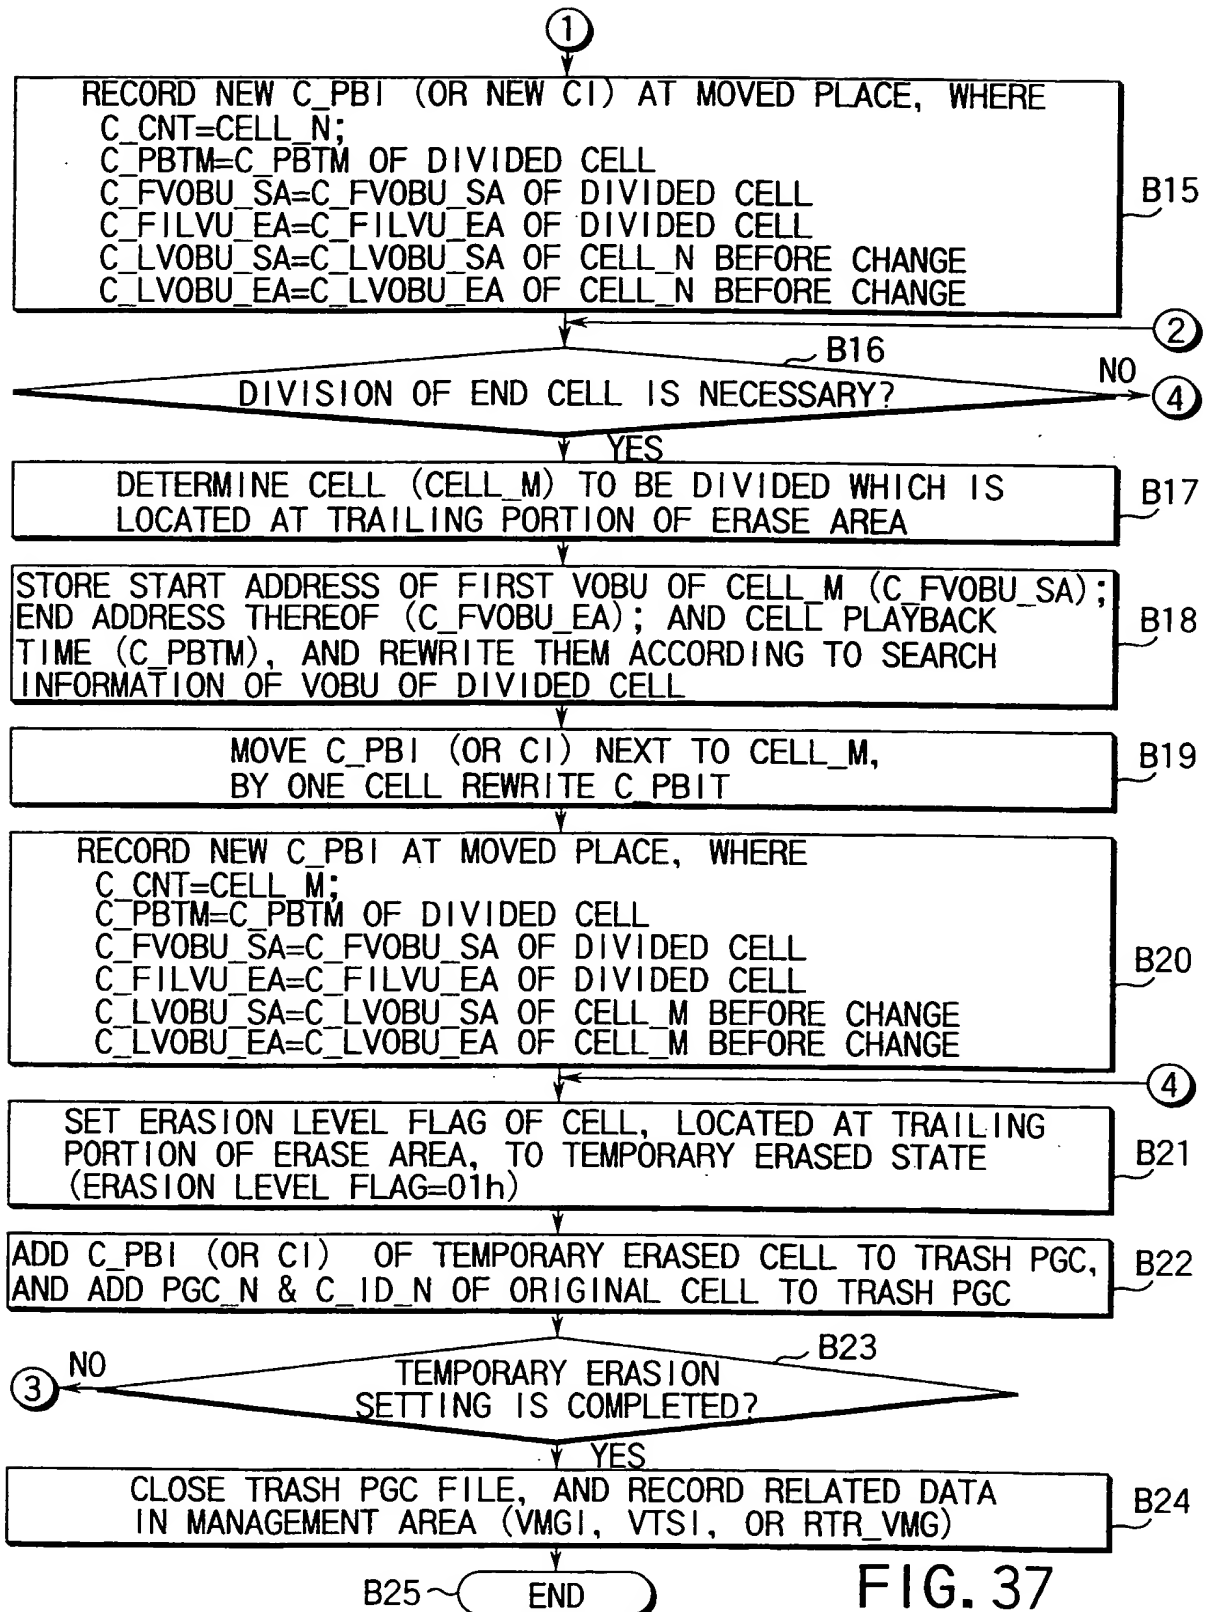 1
RECORD NEW C_PBI (OR NEW CI) AT MOVED PLACE, WHERE
C_CNT=CELL_N;
C_PBTM=C_PBTM OF DIVIDED CELL
C_FVOBU_SA=C_FVOBU_SA OF DIVIDED CELL
C_FILVU_EA=C_FILVU_EA OF DIVIDED CELL
C_LVOBU_SA=C_LVOBU_SA OF CELL_N BEFORE CHANGE
C_LVOBU_EA=C_LVOBU_EA OF CELL_N BEFORE CHANGE
B15
2
B16
DIVISION OF END CELL IS NECESSARY?
NO
4
YES
DETERMINE CELL (CELL_M) TO BE DIVIDED WHICH IS
LOCATED AT TRAILING PORTION OF ERASE AREA
B17
STORE START ADDRESS OF FIRST VOBU OF CELL_M (C_FVOBU_SA);
END ADDRESS THEREOF (C_FVOBU_EA); AND CELL PLAYBACK
TIME (C_PBTM), AND REWRITE THEM ACCORDING TO SEARCH
INFORMATION OF VOBU OF DIVIDED CELL
B18
MOVE C_PBI (OR CI) NEXT TO CELL_M,
BY ONE CELL REWRITE C_PBIT
B19
RECORD NEW C_PBI AT MOVED PLACE, WHERE
C_CNT=CELL_M;
C_PBTM=C_PBTM OF DIVIDED CELL
C_FVOBU_SA=C_FVOBU_SA OF DIVIDED CELL
C_FILVU_EA=C_FILVU_EA OF DIVIDED CELL
C_LVOBU_SA=C_LVOBU_SA OF CELL_M BEFORE CHANGE
C_LVOBU_EA=C_LVOBU_EA OF CELL_M BEFORE CHANGE
B20
4
SET ERASION LEVEL FLAG OF CELL, LOCATED AT TRAILING
PORTION OF ERASE AREA, TO TEMPORARY ERASED STATE
(ERASION LEVEL FLAG=01h)
B21
ADD C_PBI (OR CI) OF TEMPORARY ERASED CELL TO TRASH PGC,
AND ADD PGC_N & C_ID_N OF ORIGINAL CELL TO TRASH PGC
B22
B23
NO
3
TEMPORARY ERASION
SETTING IS COMPLETED?
YES
CLOSE TRASH PGC FILE, AND RECORD RELATED DATA
IN MANAGEMENT AREA (VMGI, VTSI, OR RTR_VMG)
B24
B25
END
FIG. 37